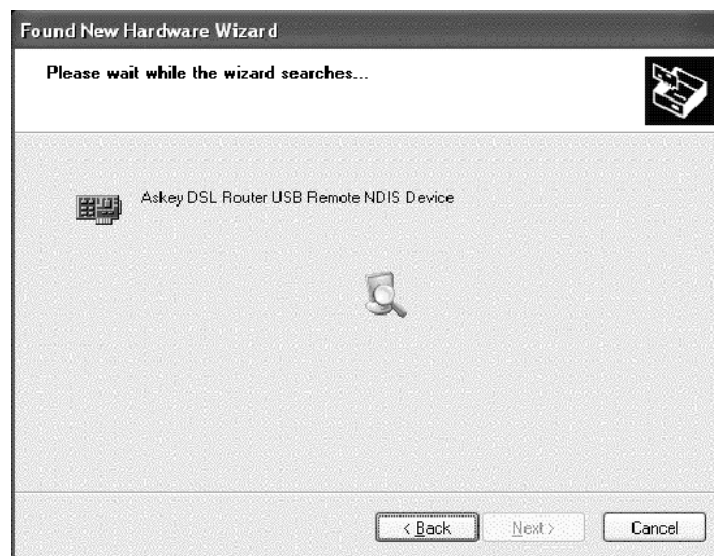 Found New Hardware Wizard
Please wait while the wizard searches...
Askey DSL Router USB Remote NDIS Device
< Back Next > Cancel